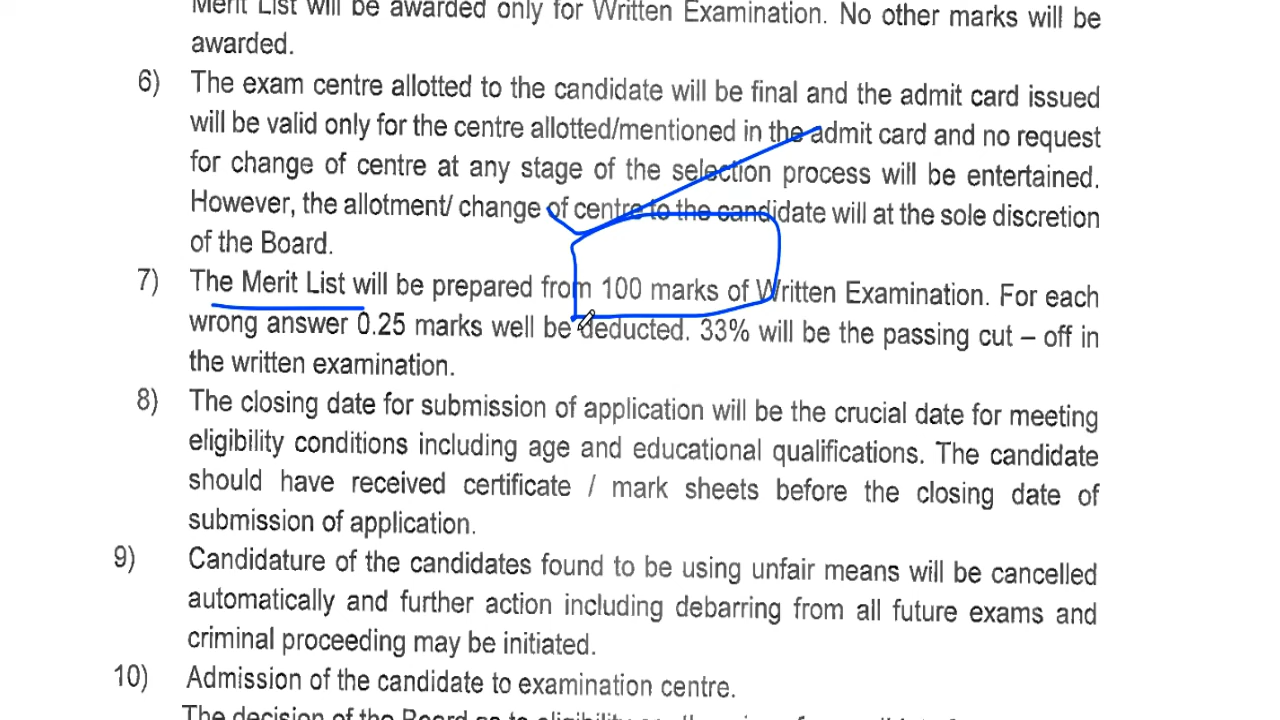 Merit List will be awarded only for Written Examination. No other marks will be
awarded.
6) The exam centre allotted to the candidate will be final and the admit card issued
will be valid only for the centre allotted/mentioned in the admit card and no request
for change of centre at any stage of the selection process will be entertained.
However, the allotment/ change of centre to the candidate will at the sole discretion
of the Board.
7) The Merit List will be prepared from 100 marks of Written Examination. For each
wrong answer 0.25 marks well be deducted. 33% will be the passing cut – off in
the written examination.
8) The closing date for submission of application will be the crucial date for meeting
eligibility conditions including age and educational qualifications. The candidate
should have received certificate / mark sheets before the closing date of
submission of application.
9) Candidature of the candidates found to be using unfair means will be cancelled
automatically and further action including debarring from all future exams and
criminal proceeding may be initiated.
10) Admission of the candidate to examination centre.
The decision of the Board as to eligibility